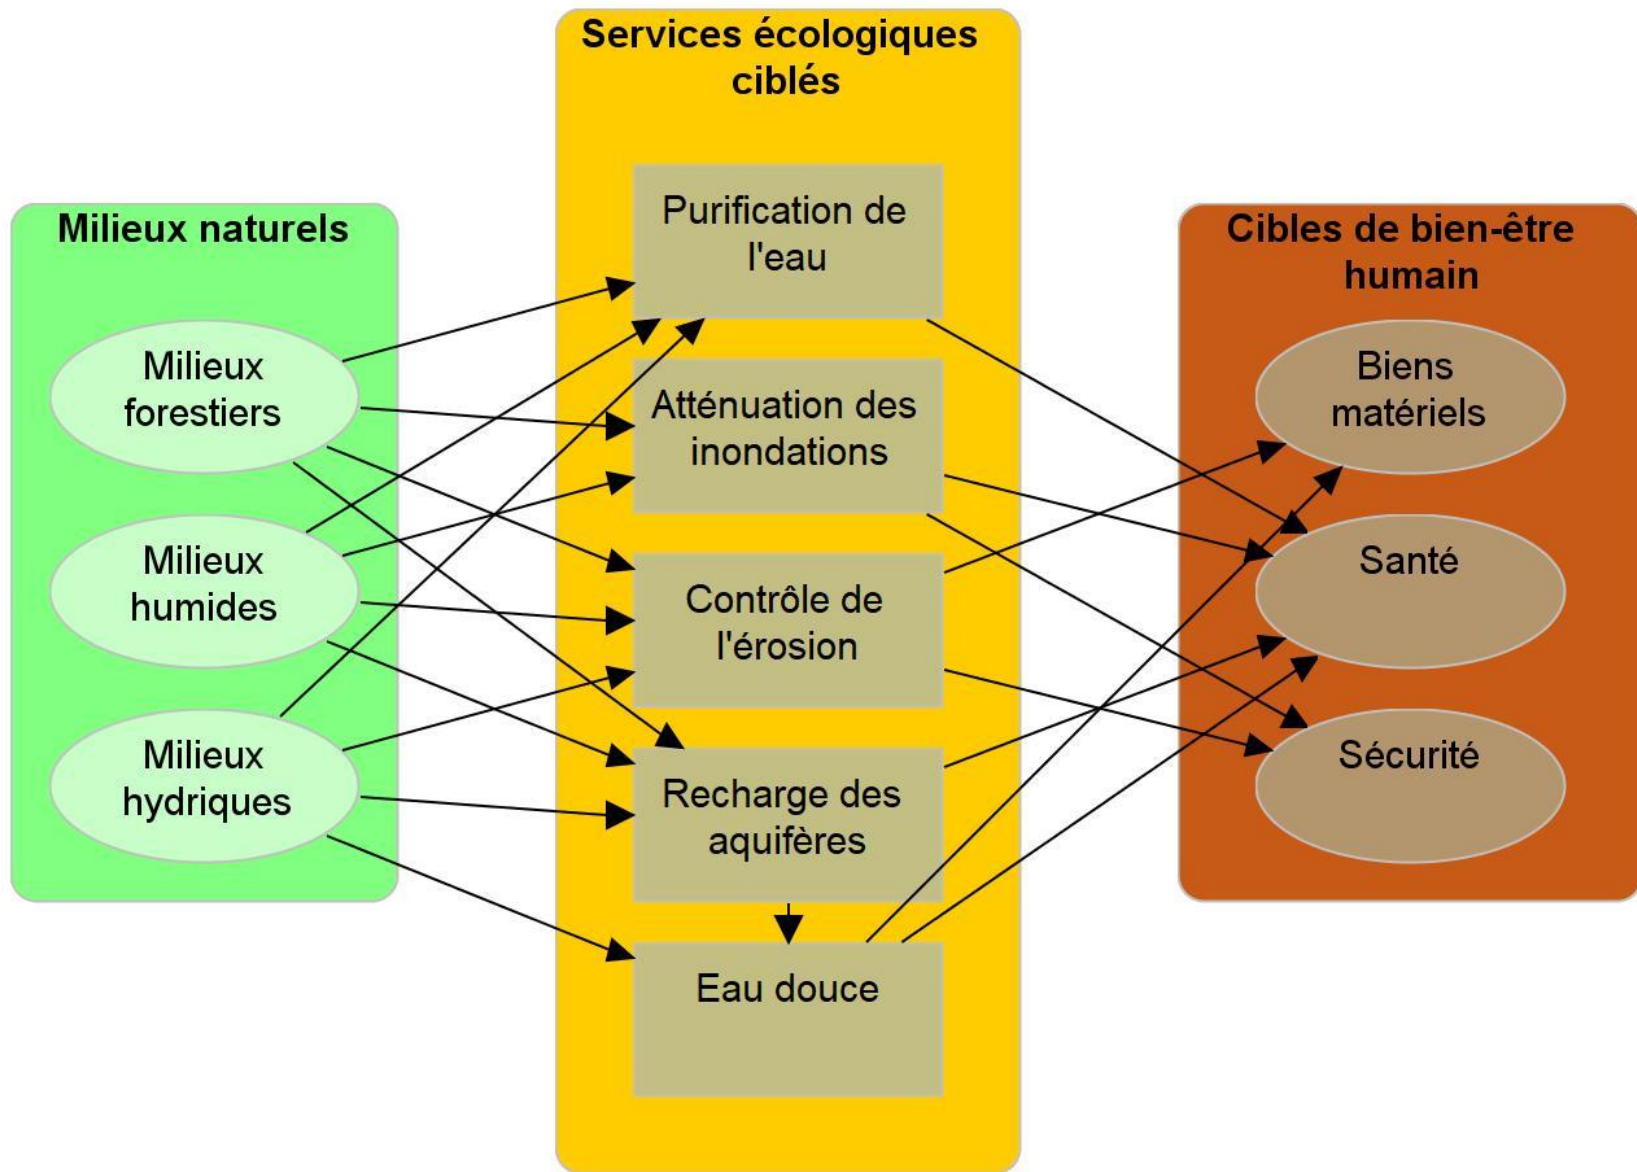 Services écologiques
ciblés
Milieux naturels
Milieux
forestiers
Milieux
humides
Milieux
hydriques
Purification de
l'eau
Atténuation des
inondations
Contrôle de
l'érosion
Recharge des
aquifères
Eau douce
Cibles de bien-être
humain
Biens
matériels
Santé
Sécurité